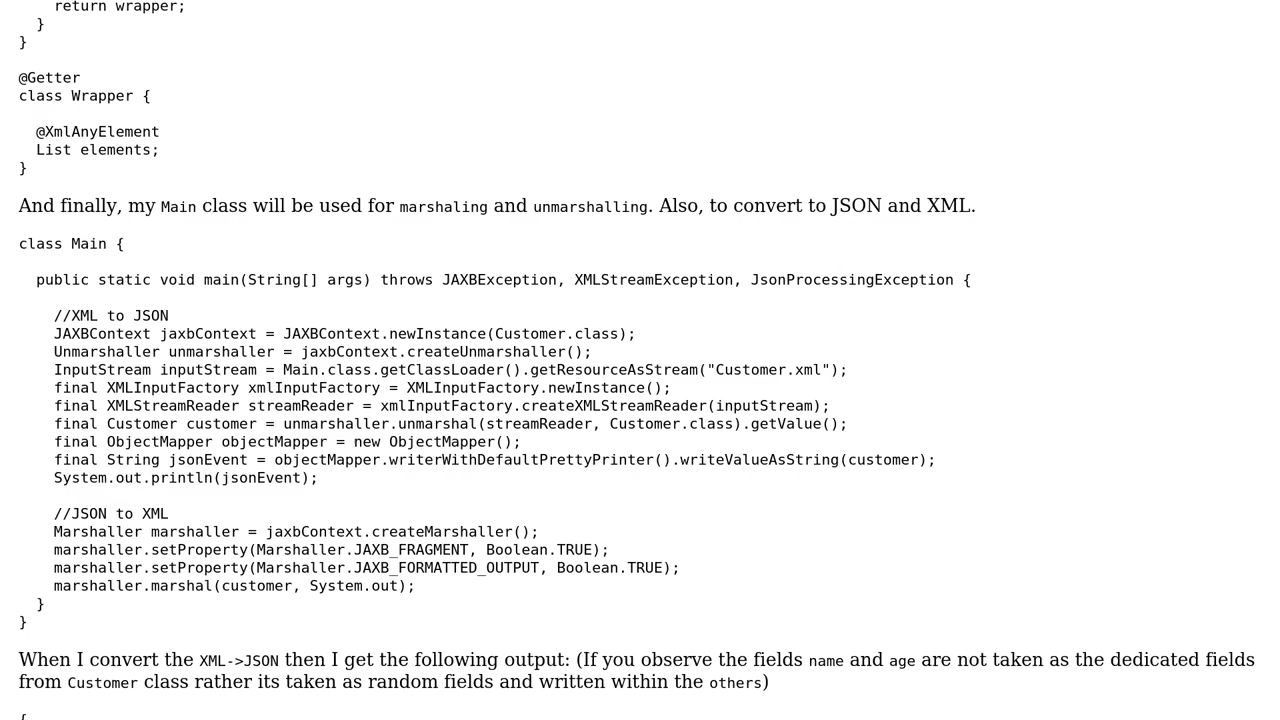 return wrapper;
  }
}

@Getter
class Wrapper {

  @XmlAnyElement
  List elements;
}
And finally, my Main class will be used for marshaling and unmarshalling. Also, to convert to JSON and XML.
class Main {

  public static void main(String[] args) throws JAXBException, XMLStreamException, JsonProcessingException {

    //XML to JSON
    JAXBContext jaxbContext = JAXBContext.newInstance(Customer.class);
    Unmarshaller unmarshaller = jaxbContext.createUnmarshaller();
    InputStream inputStream = Main.class.getClassLoader().getResourceAsStream("Customer.xml");
    final XMLInputFactory xmlInputFactory = XMLInputFactory.newInstance();
    final XMLStreamReader streamReader = xmlInputFactory.createXMLStreamReader(inputStream);
    final Customer customer = unmarshaller.unmarshal(streamReader, Customer.class).getValue();
    final ObjectMapper objectMapper = new ObjectMapper();
    final String jsonEvent = objectMapper.writerWithDefaultPrettyPrinter().writeValueAsString(customer);
    System.out.println(jsonEvent);

    //JSON to XML
    Marshaller marshaller = jaxbContext.createMarshaller();
    marshaller.setProperty(Marshaller.JAXB_FRAGMENT, Boolean.TRUE);
    marshaller.setProperty(Marshaller.JAXB_FORMATTED_OUTPUT, Boolean.TRUE);
    marshaller.marshal(customer, System.out);
  }
}
When I convert the XML->JSON then I get the following output: (If you observe the fields name and age are not taken as the dedicated fields
from Customer class rather its taken as random fields and written within the others)
{